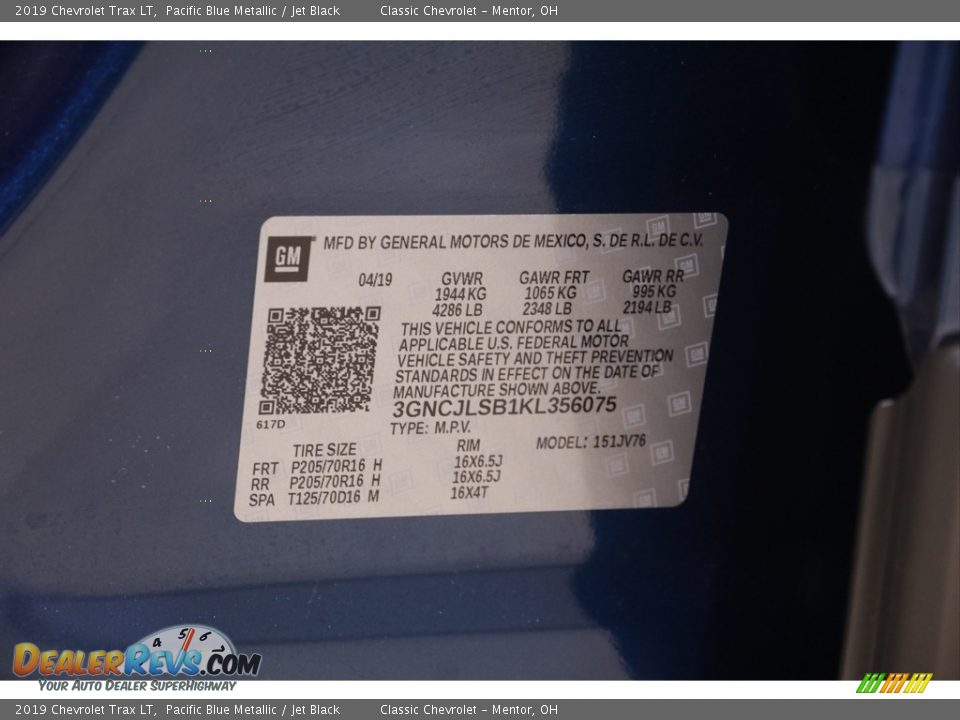 2019 Chevrolet Trax LT, Pacific Blue Metallic / Jet Black Classic Chevrolet – Mentor, OH
GM MFD BY GENERAL MOTORS DE MEXICO, S. DE R.L. DE C.V.
04/19 GVWR GAWR FRT GAWR RR
1944 KG 1065 KG 995 KG
4286 LB 2348 LB 2194 LB
THIS VEHICLE CONFORMS TO ALL
APPLICABLE U.S. FEDERAL MOTOR
VEHICLE SAFETY AND THEFT PREVENTION
STANDARDS IN EFFECT ON THE DATE OF
MANUFACTURE SHOWN ABOVE.
3GNCJLSB1KL356075
617D
TYPE: M.P.V.
TIRE SIZE RIM MODEL: 151JV76
FRT P205/70R16 H 16X6.5J
RR P205/70R16 H 16X6.5J
SPA T125/70D16 M 16X4T
4 5 6
DEALERREVS.COM
YOUR AUTO DEALER SUPERHIGHWAY
2019 Chevrolet Trax LT, Pacific Blue Metallic / Jet Black Classic Chevrolet – Mentor, OH